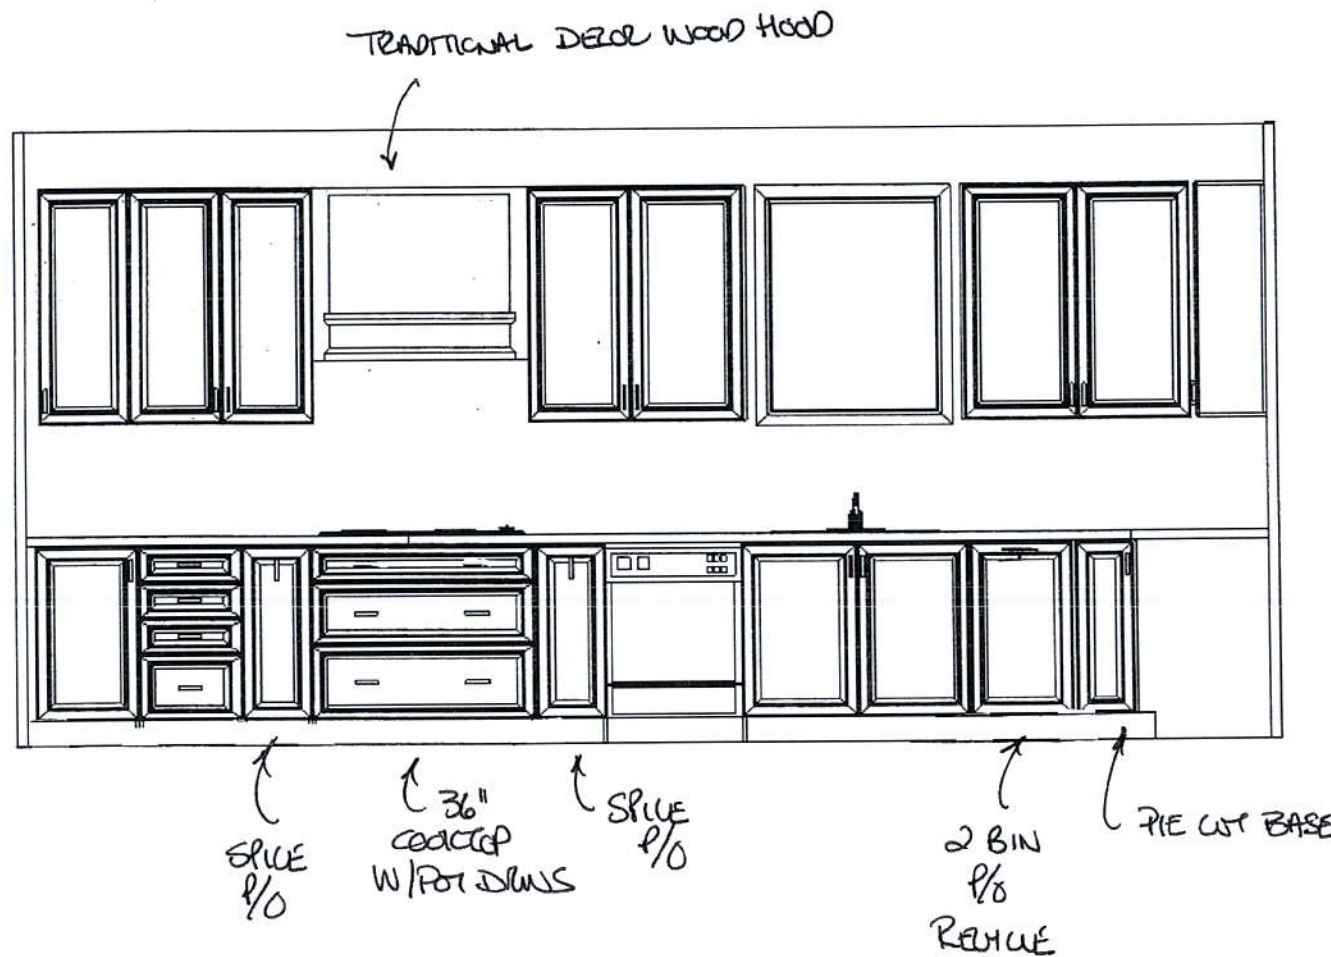 TRADITIONAL DECOR WOOD HOOD
SPICE
P/O
36"
COOKTOP
W/POT DRWS
SPICE
P/O
2 BIN
P/O
RECYCLE
PIE CUT BASE